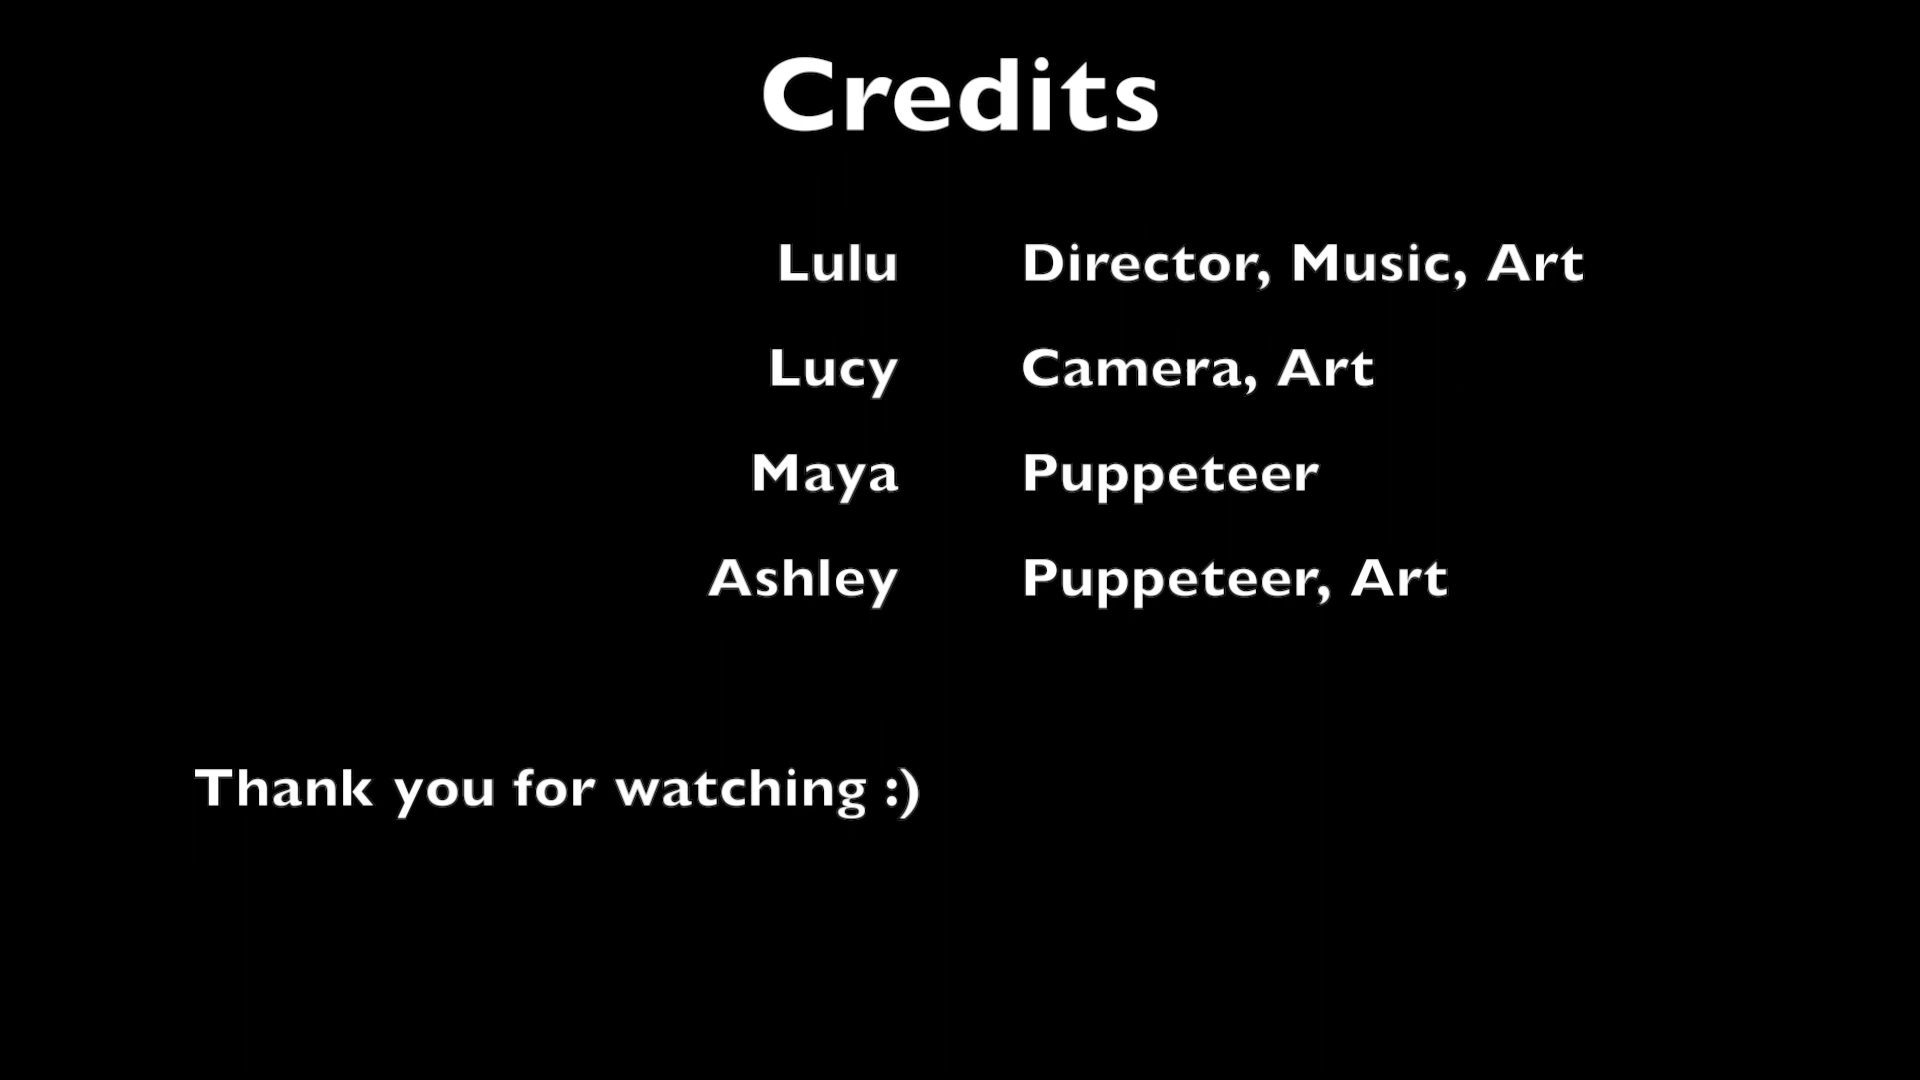 Credits
Lulu Director, Music, Art
Lucy Camera, Art
Maya Puppeteer
Ashley Puppeteer, Art
Thank you for watching :)